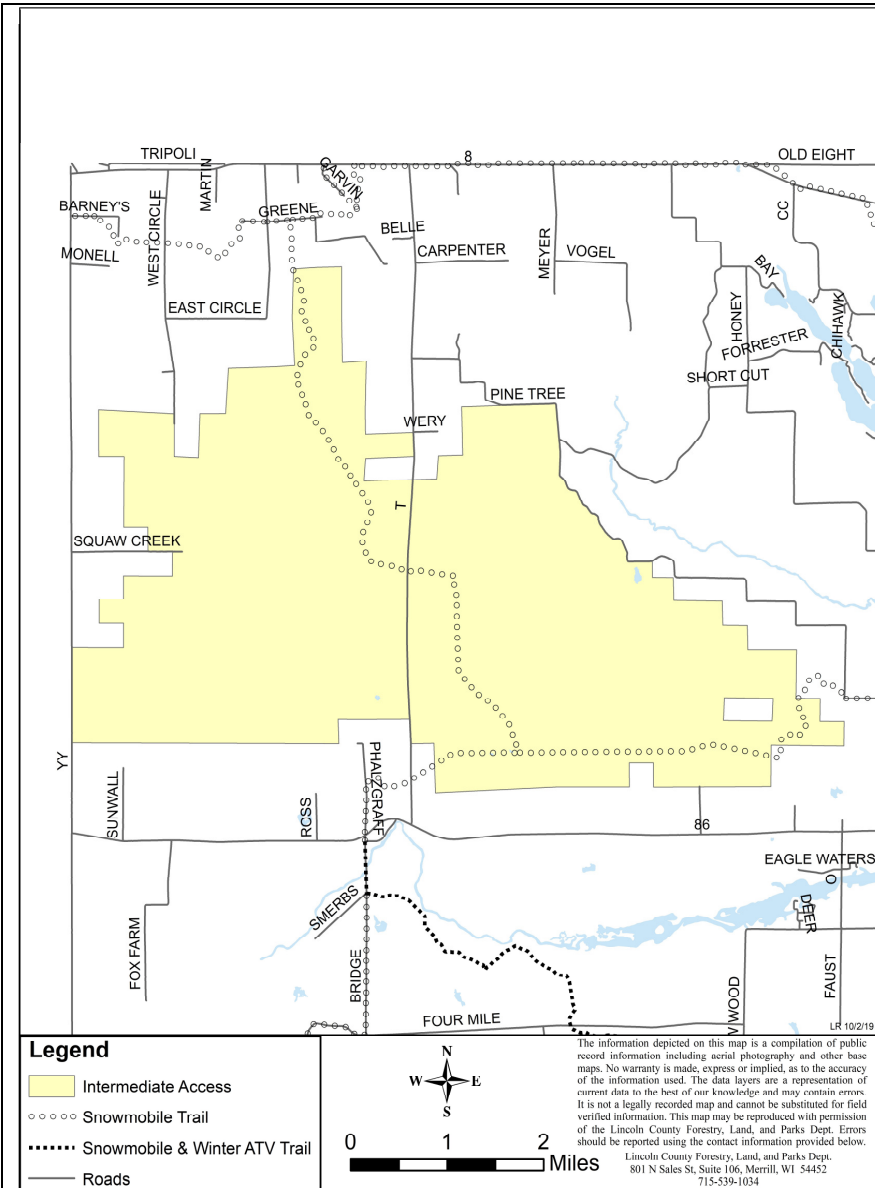 TRIPOLI
8
OLD EIGHT
MARTIN
GARVIN
BARNEY'S
WEST CIRCLE
GREENE
CC
BELLE
MONELL
CARPENTER
MEYER
VOGEL
BAY
EAST CIRCLE
HONEY
CHIHAWK
FORRESTER
SHORT CUT
PINE TREE
WERY
T
SQUAW CREEK
YY
PHALZGRAFF
SUNWALL
RCSS
86
EAGLE WATERS
O
SMERBS
DEER
FOX FARM
BRIDGE
FAUST
WOOD
FOUR MILE
LR 10/2/19
Legend
Intermediate Access
Snowmobile Trail
Snowmobile & Winter ATV Trail
Roads
N
W E
S
0 1 2
Miles
The information depicted on this map is a compilation of public
record information including aerial photography and other base
maps. No warranty is made, express or implied, as to the accuracy
of the information used. The data layers are a representation of
current data to the best of our knowledge and may contain errors.
It is not a legally recorded map and cannot be substituted for field
verified information. This map may be reproduced with permission
of the Lincoln County Forestry, Land, and Parks Dept. Errors
should be reported using the contact information provided below.
Lincoln County Forestry, Land, and Parks Dept.
801 N Sales St, Suite 106, Merrill, WI 54452
715-539-1034